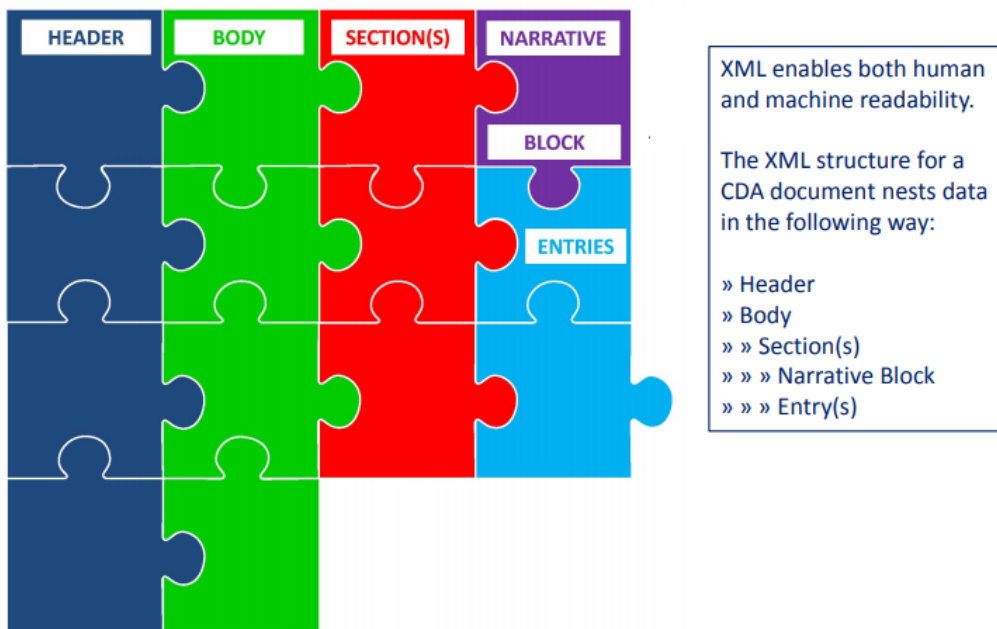 HEADER
BODY
SECTION(S)
NARRATIVE
BLOCK
ENTRIES
XML enables both human
and machine readability.
The XML structure for a
CDA document nests data
in the following way:
» Header
» Body
» » Section(s)
» » » Narrative Block
» » » Entry(s)